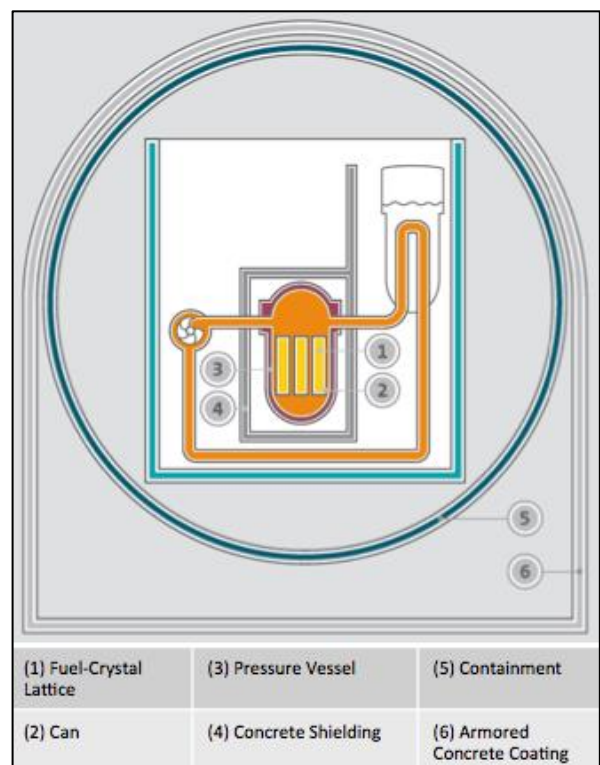 1
2
3
4
5
6
(1) Fuel-Crystal
Lattice
(3) Pressure Vessel
(5) Containment
(2) Can
(4) Concrete Shielding
(6) Armored
Concrete Coating